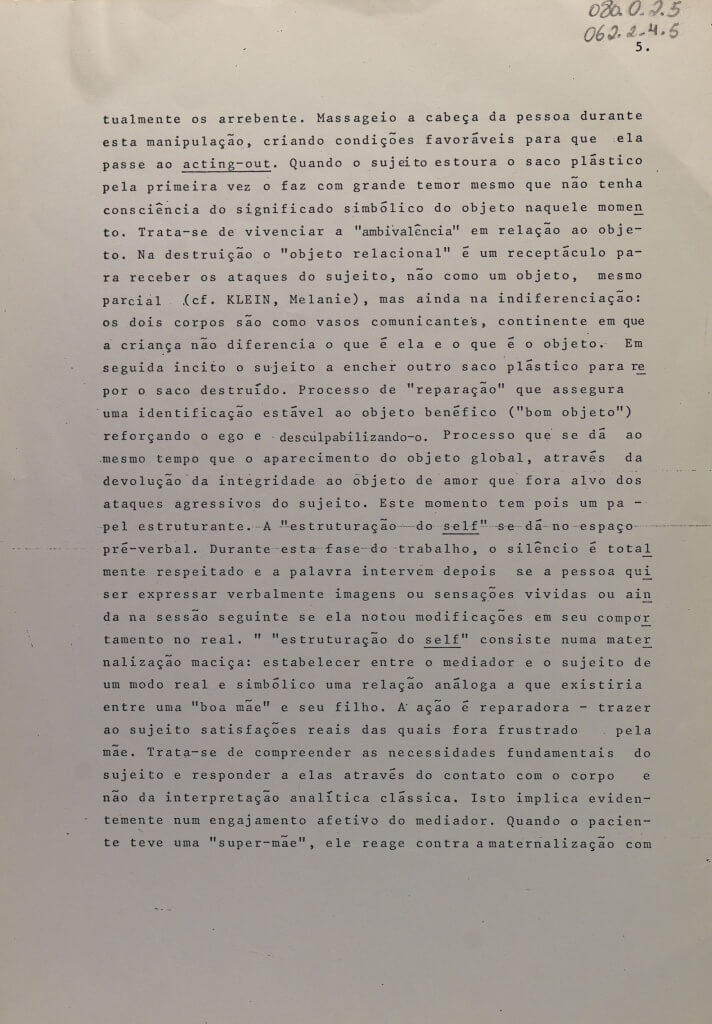 080.0.2.5
062.2.4.5
5.
tualmente os arrebente. Massageio a cabeça da pessoa durante
esta manipulação, criando condições favoráveis para que ela
passe ao acting-out. Quando o sujeito estoura o saco plástico
pela primeira vez o faz com grande temor mesmo que não tenha
consciência do significado simbólico do objeto naquele momen
to. Trata-se de vivenciar a "ambivalência" em relação ao obje-
to. Na destruição o "objeto relacional" é um receptáculo pa-
ra receber os ataques do sujeito, não como um objeto, mesmo
parcial (cf. KLEIN, Melanie), mas ainda na indiferenciação:
os dois corpos são como vasos comunicantes, continente em que
a criança não diferencia o que é ela e o que é o objeto. Em
seguida incito o sujeito a encher outro saco plástico para re
por o saco destruído. Processo de "reparação" que assegura
uma identificação estável ao objeto benéfico ("bom objeto")
reforçando o ego e desculpabilizando-o. Processo que se dá ao
mesmo tempo que o aparecimento do objeto global, através da
devolução da integridade ao objeto de amor que fora alvo dos
ataques agressivos do sujeito. Este momento tem pois um pa -
pel estruturante. A "estruturação do self" se dá no espaço
pré-verbal. Durante esta fase do trabalho, o silêncio é total
mente respeitado e a palavra intervem depois se a pessoa qui
ser expressar verbalmente imagens ou sensações vividas ou ain
da na sessão seguinte se ela notou modificações em seu compor
tamento no real. " "estruturação do self" consiste numa mater
nalização maciça: estabelecer entre o mediador e o sujeito de
um modo real e simbólico uma relação análoga a que existiria
entre uma "boa mãe" e seu filho. A ação é reparadora - trazer
ao sujeito satisfações reais das quais fora frustrado pela
mãe. Trata-se de compreender as necessidades fundamentais do
sujeito e responder a elas através do contato com o corpo e
não da interpretação analítica clássica. Isto implica eviden-
temente num engajamento afetivo do mediador. Quando o pacien-
te teve uma "super-mãe", ele reage contra a maternalização com